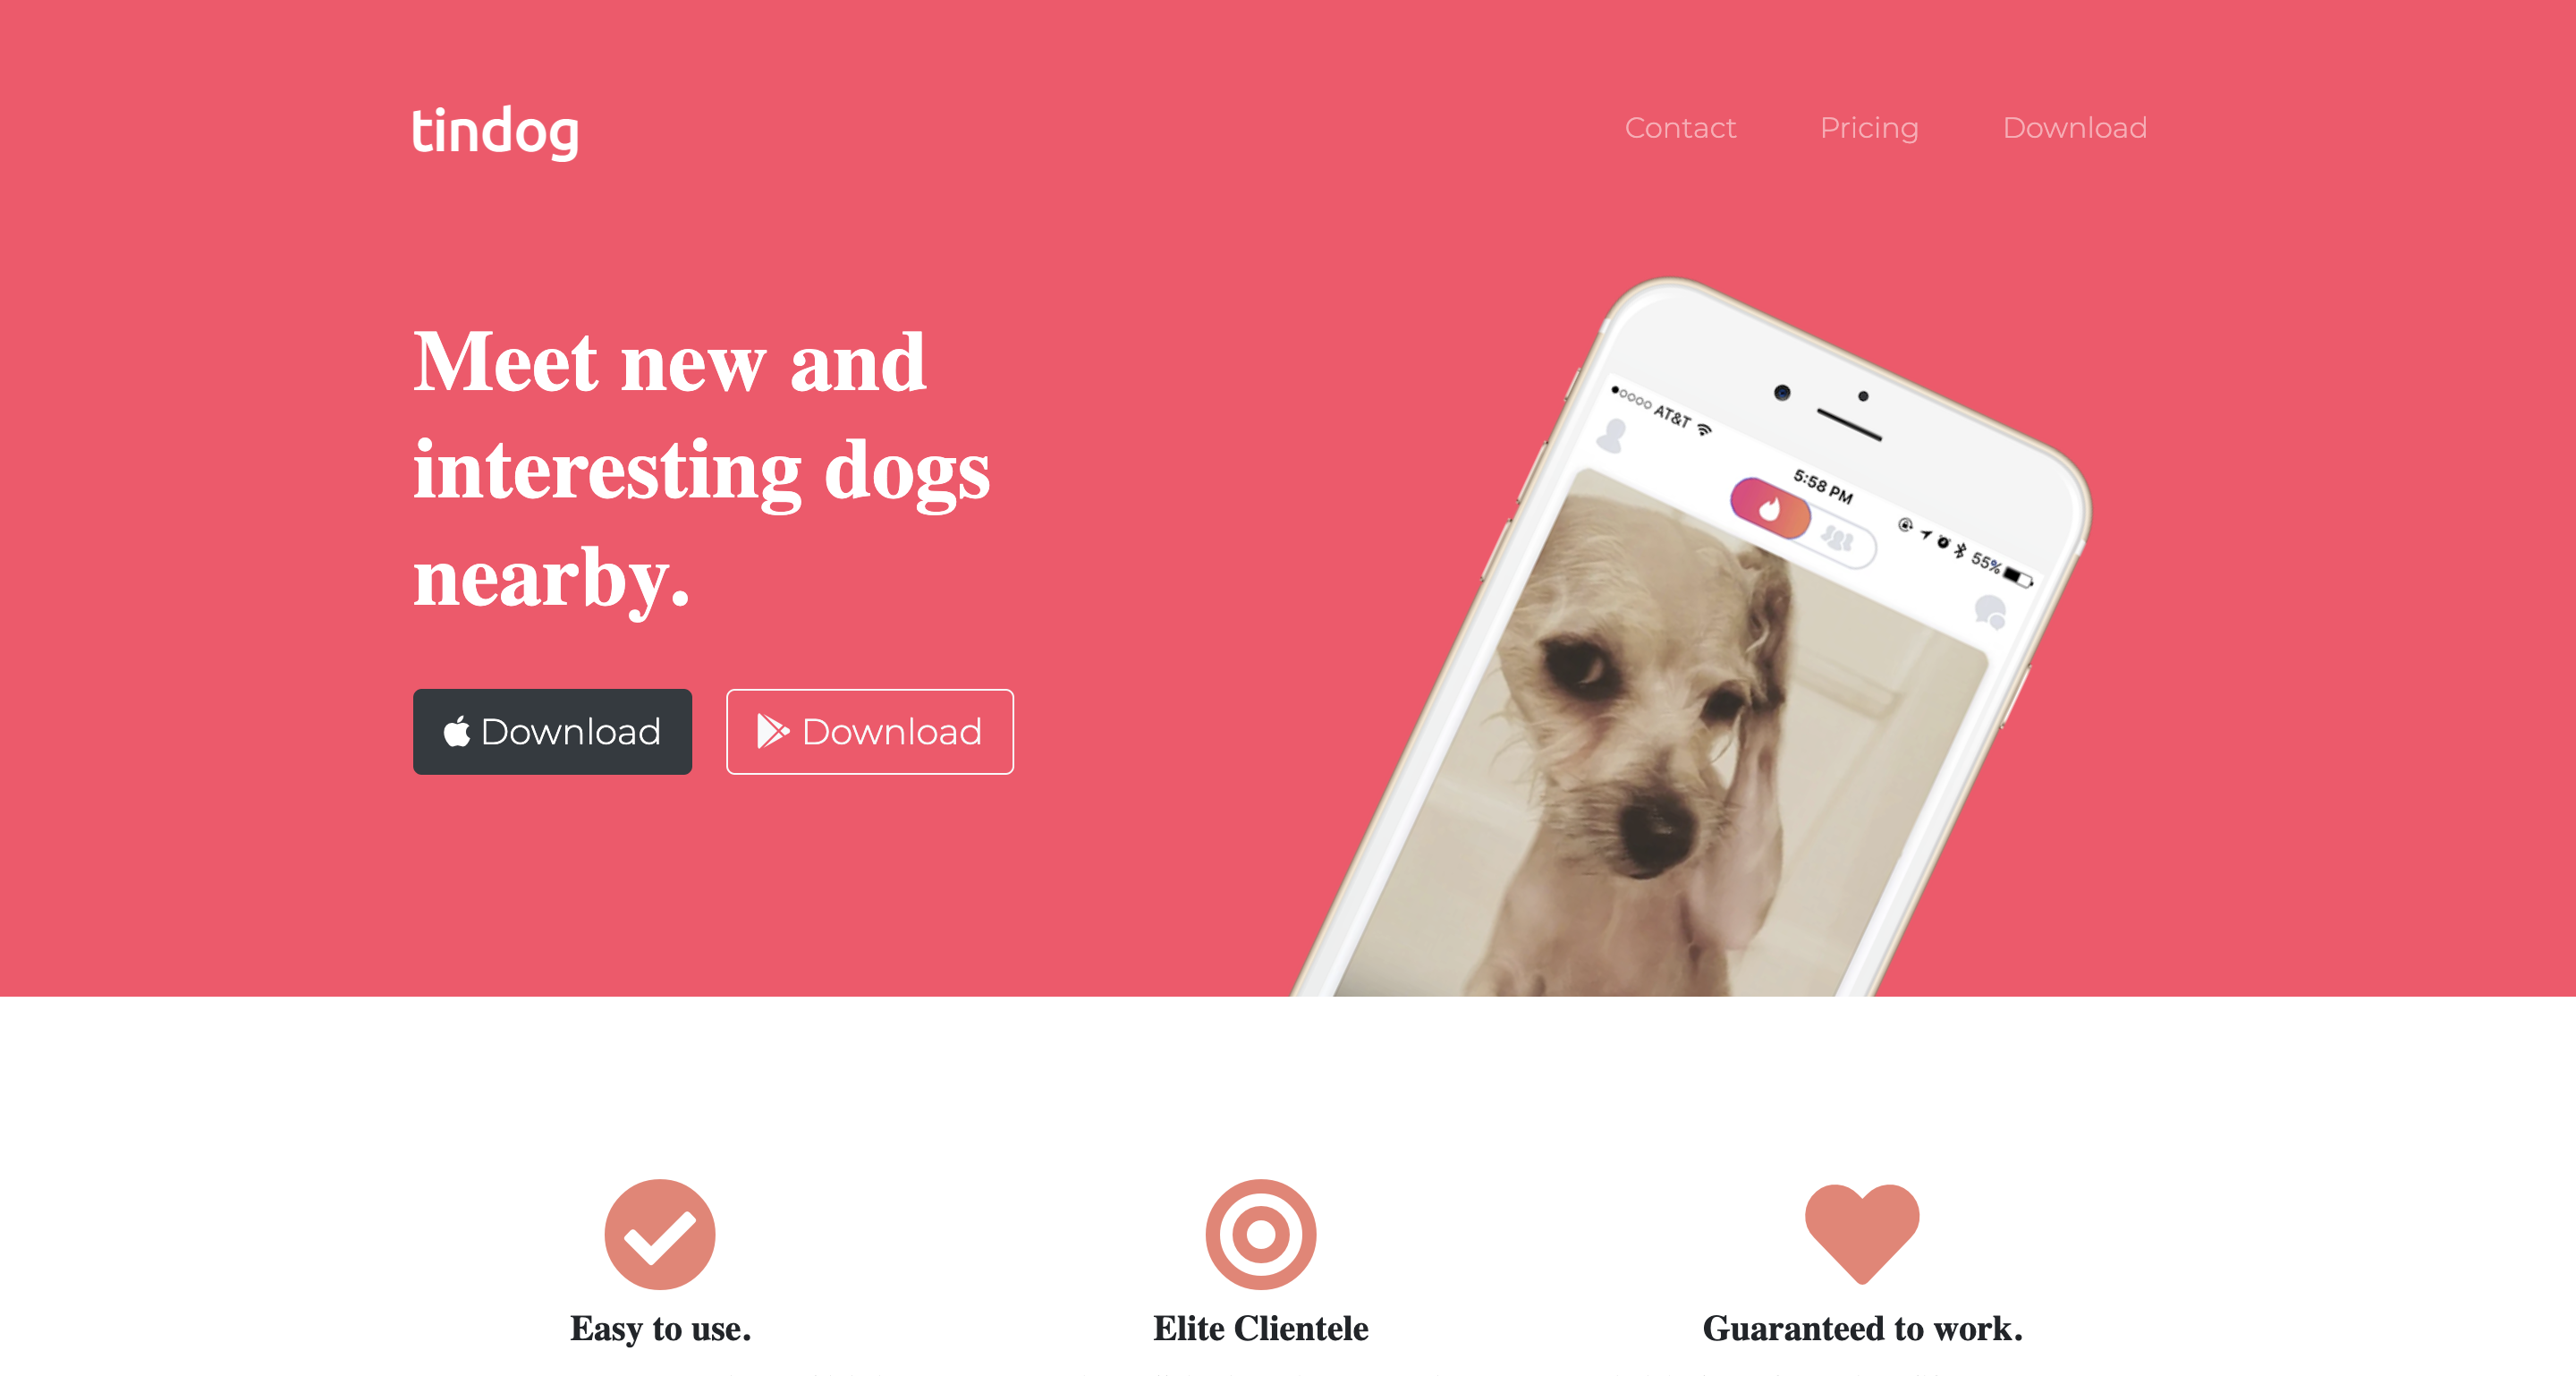 tindog
Contact Pricing Download
Meet new and
interesting dogs
nearby.
Download Download
AT&T
5:58 PM
55%
Easy to use. Elite Clientele Guaranteed to work.